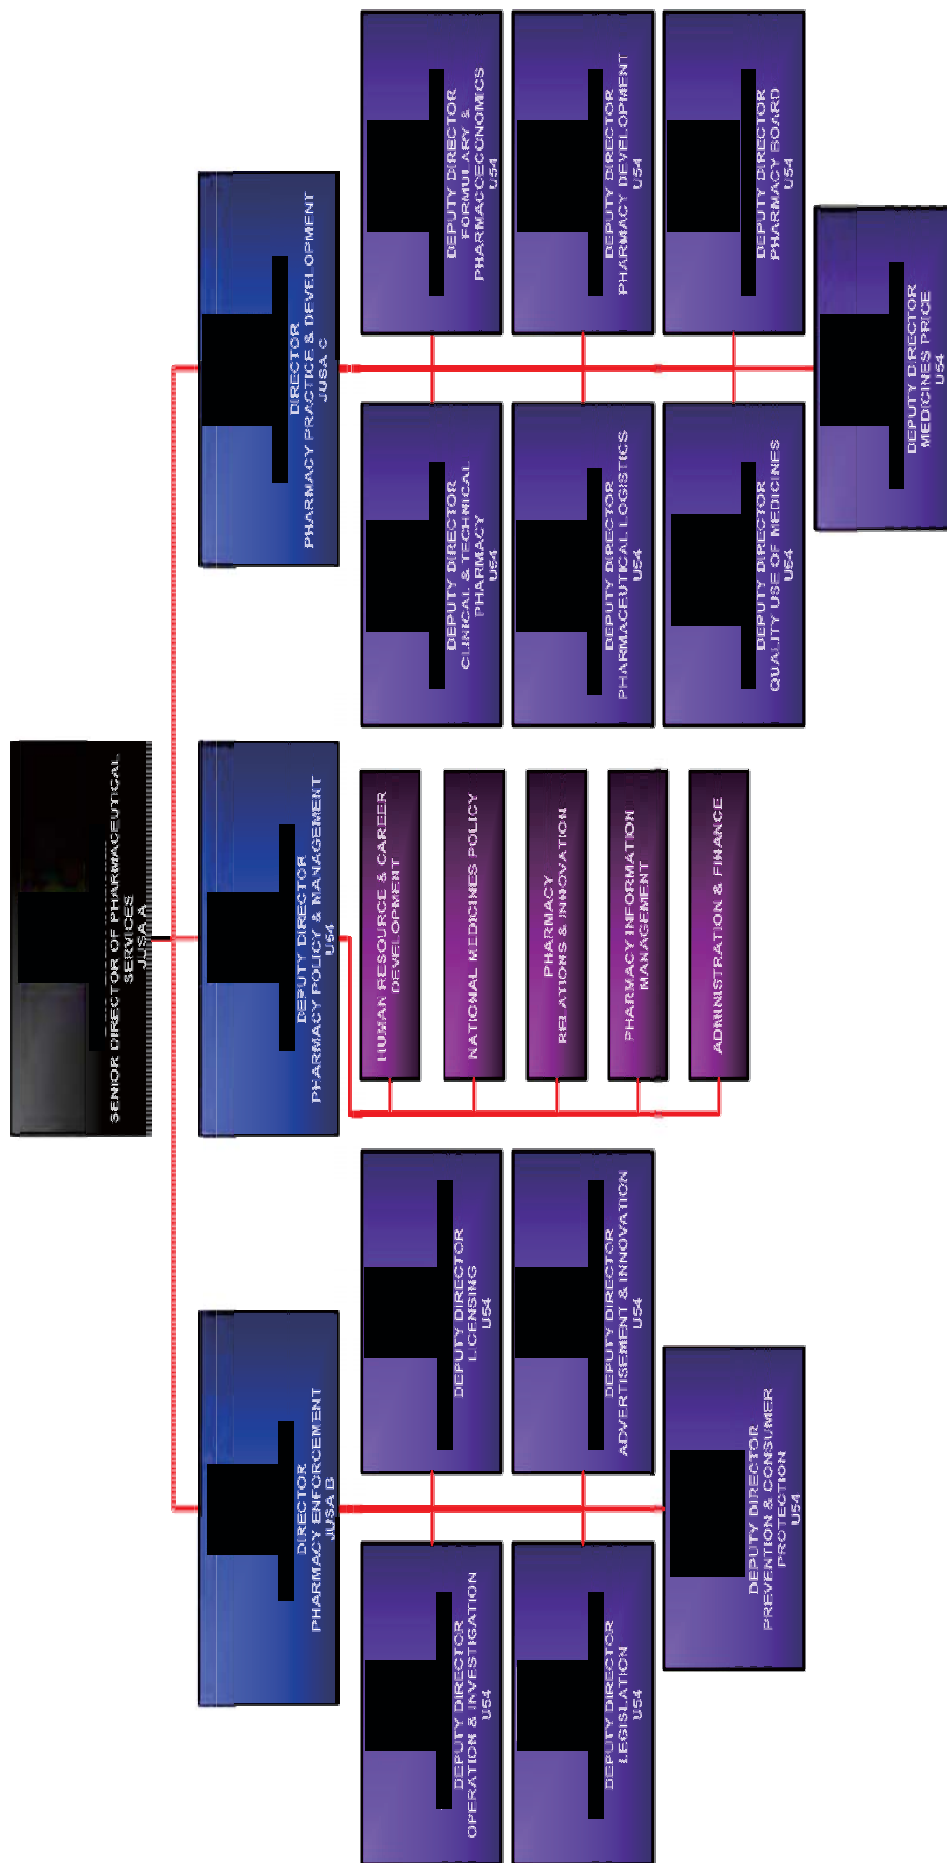 SENIOR DIRECTOR OF PHARMACEUTICAL
SERVICES
JUSA A
DIRECTOR
PHARMACY ENFORCEMENT
JUSA B
DEPUTY DIRECTOR
PHARMACY POLICY & MANAGEMENT
U54
DIRECTOR
PHARMACY PRACTICE & DEVELOPMENT
JUSA C
DEPUTY DIRECTOR
OPERATION & INVESTIGATION
U54
DEPUTY DIRECTOR
LICENSING
U54
DEPUTY DIRECTOR
LEGISLATION
U54
DEPUTY DIRECTOR
ADVERTISEMENT & INNOVATION
U54
DEPUTY DIRECTOR
PREVENTION & CONSUMER
PROTECTION
U54
HUMAN RESOURCE & CAREER
DEVELOPMENT
NATIONAL MEDICINES POLICY
PHARMACY
RELATIONS & INNOVATION
PHARMACY INFORMATION
MANAGEMENT
ADMINISTRATION & FINANCE
DEPUTY DIRECTOR
CLINICAL & TECHNICAL
PHARMACY
U54
DEPUTY DIRECTOR
FORMULARY &
PHARMACOECONOMICS
U54
DEPUTY DIRECTOR
PHARMACEUTICAL LOGISTICS
U54
DEPUTY DIRECTOR
PHARMACY DEVELOPMENT
U54
DEPUTY DIRECTOR
QUALITY USE OF MEDICINES
U54
DEPUTY DIRECTOR
PHARMACY BOARD
U54
DEPUTY DIRECTOR
MEDICINES PRICE
U54